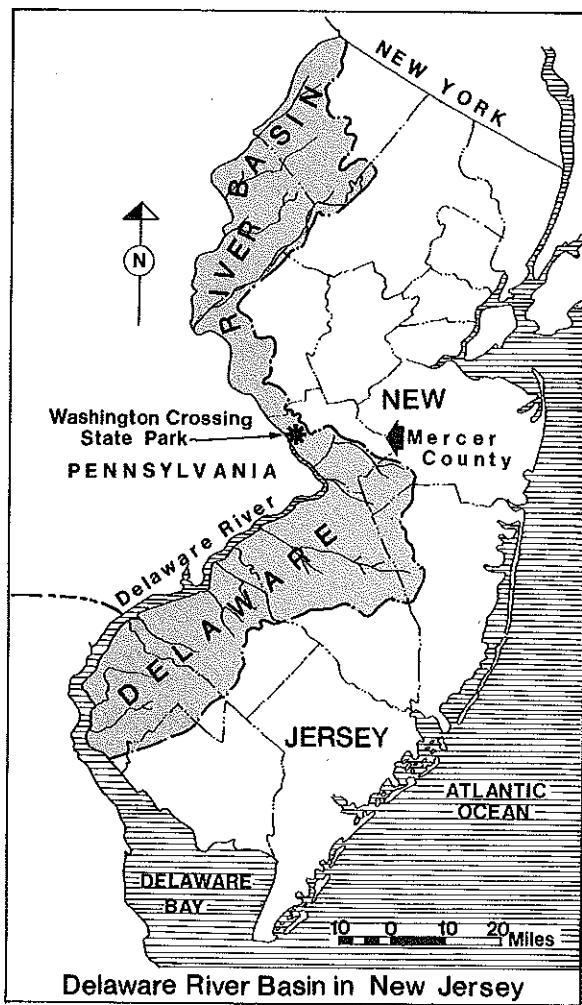 NEW YORK
DELAWARE RIVER BASIN
N
NEW
Washington Crossing
State Park
Mercer
County
PENNSYLVANIA
Delaware River
JERSEY
ATLANTIC
OCEAN
DELAWARE
BAY
10 0 10 20
Miles
Delaware River Basin in New Jersey